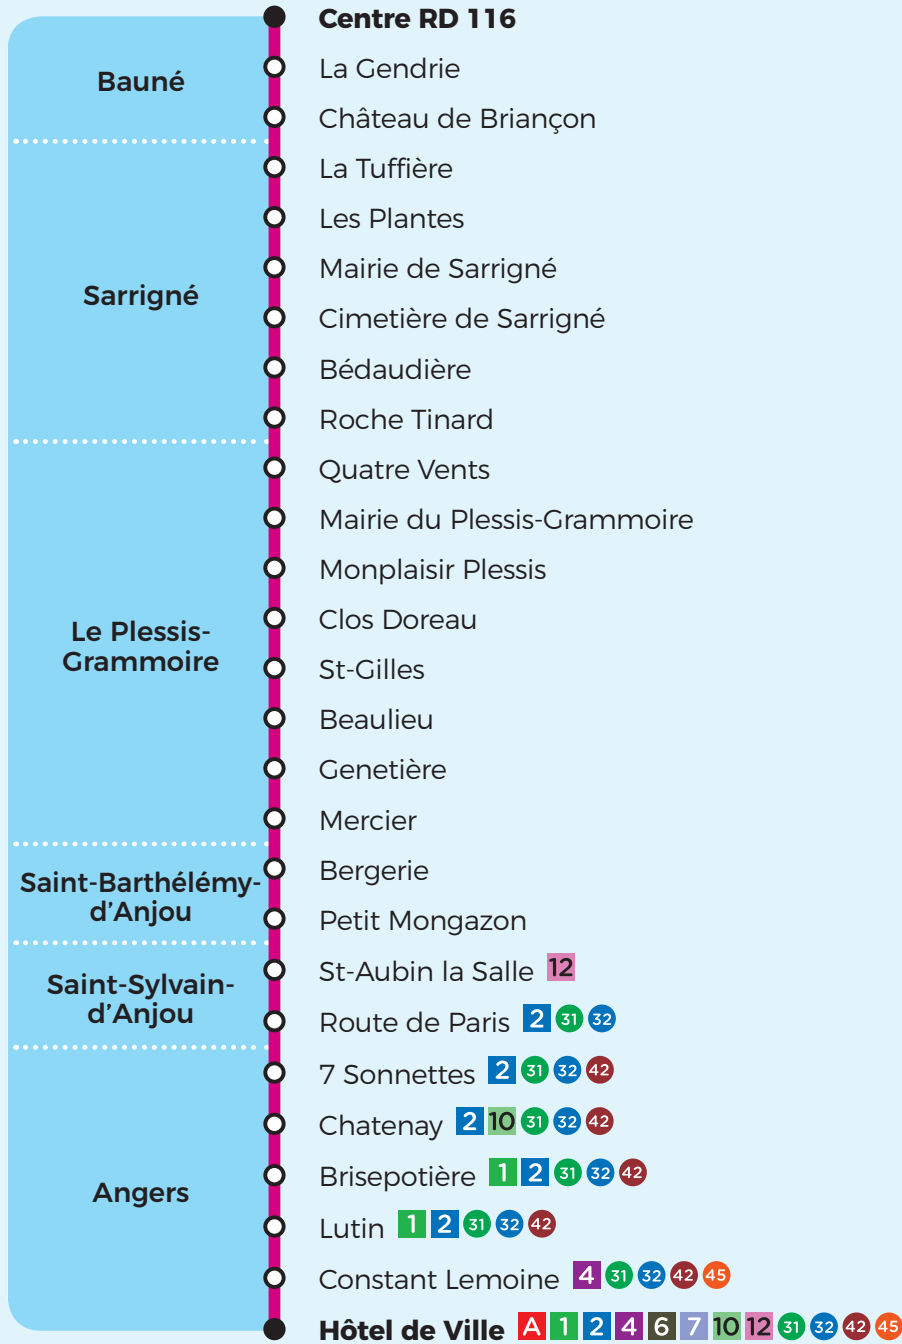 Centre RD 116
Bauné
La Gendrie
Château de Briançon
Sarrigné
La Tuffière
Les Plantes
Mairie de Sarrigné
Cimetière de Sarrigné
Bédaudière
Roche Tinard
Le Plessis-
Grammoire
Quatre Vents
Mairie du Plessis-Grammoire
Monplaisir Plessis
Clos Doreau
St-Gilles
Beaulieu
Genetière
Mercier
Saint-Barthélémy-
d'Anjou
Bergerie
Petit Mongazon
Saint-Sylvain-
d'Anjou
St-Aubin la Salle 12
Route de Paris 2 31 32
Angers
7 Sonnettes 2 31 32 42
Chatenay 2 10 31 32 42
Brisepotière 1 2 31 32 42
Lutin 1 2 31 32 42
Constant Lemoine 4 31 32 42 45
Hôtel de Ville A 1 2 4 6 7 10 12 31 32 42 45